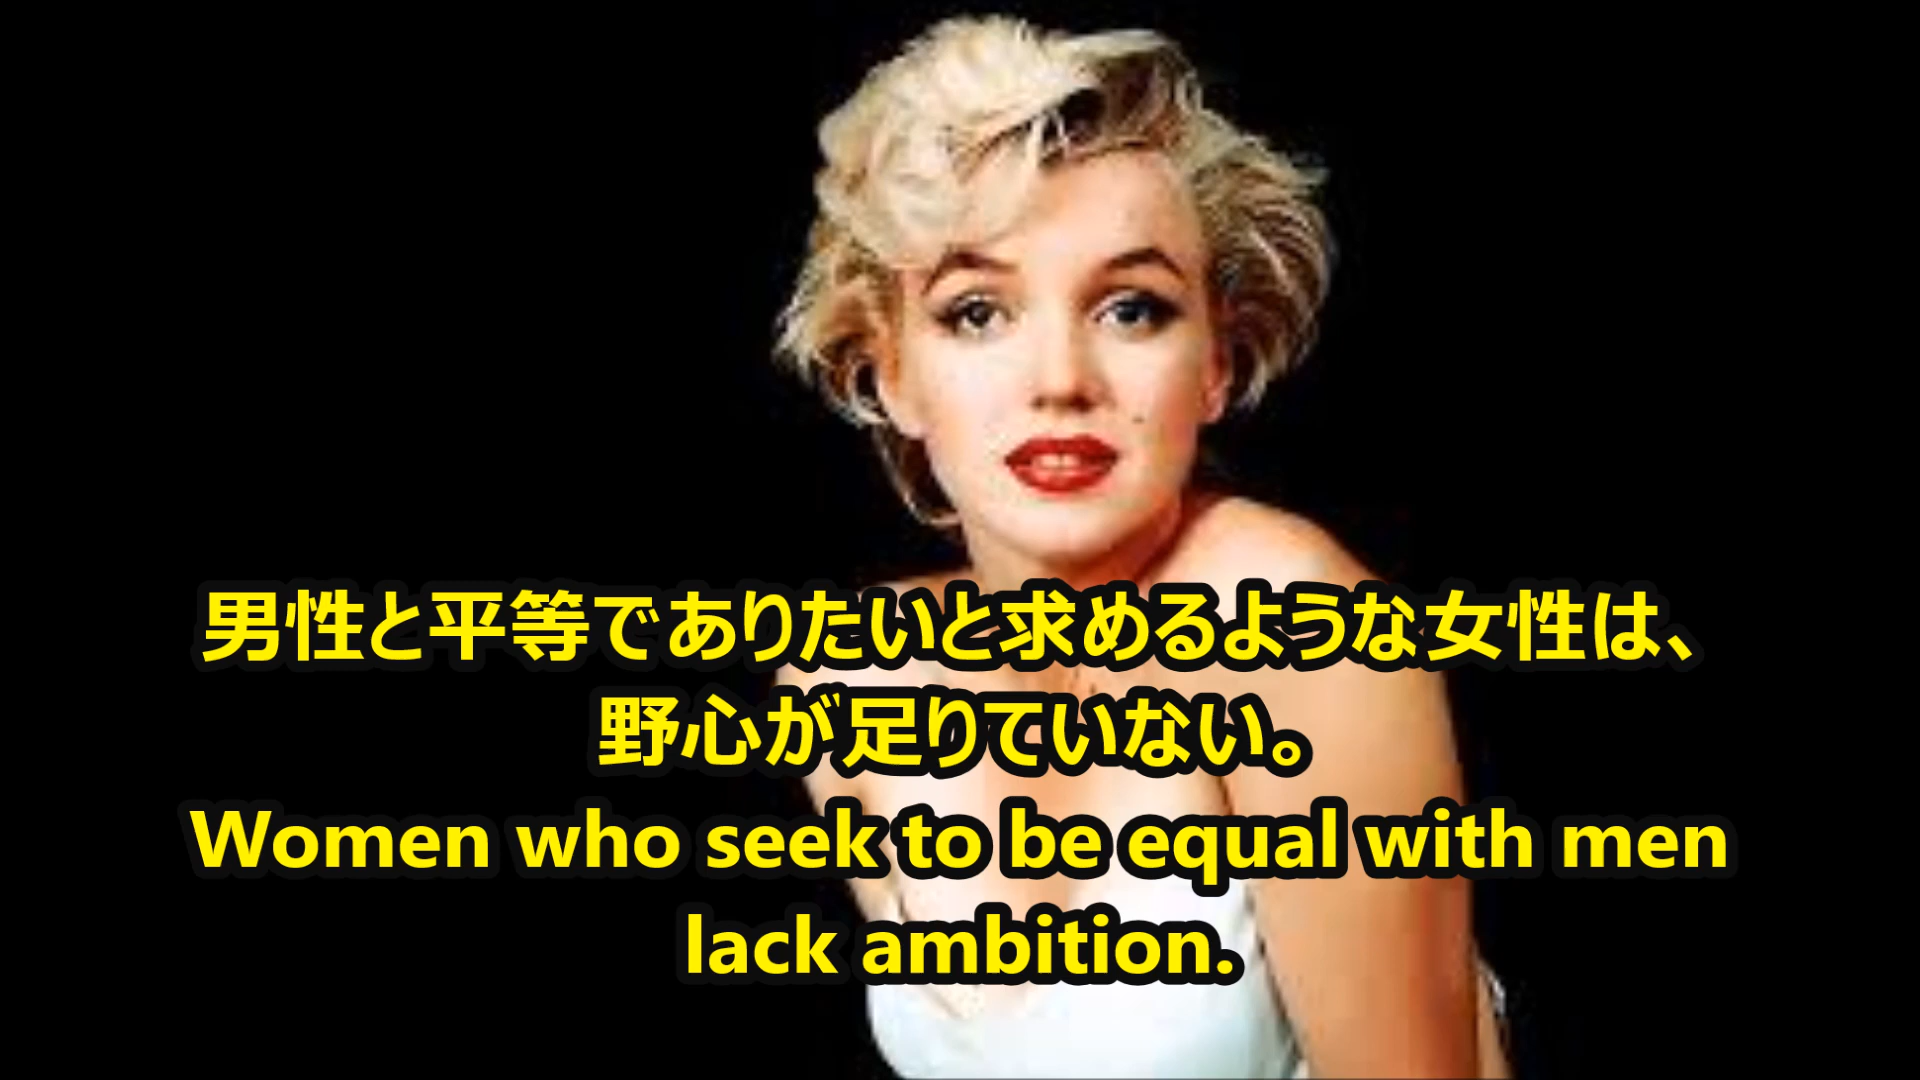 男性と平等でありたいと求めるような女性は、
野心が足りていない。
Women who seek to be equal with men
lack ambition.